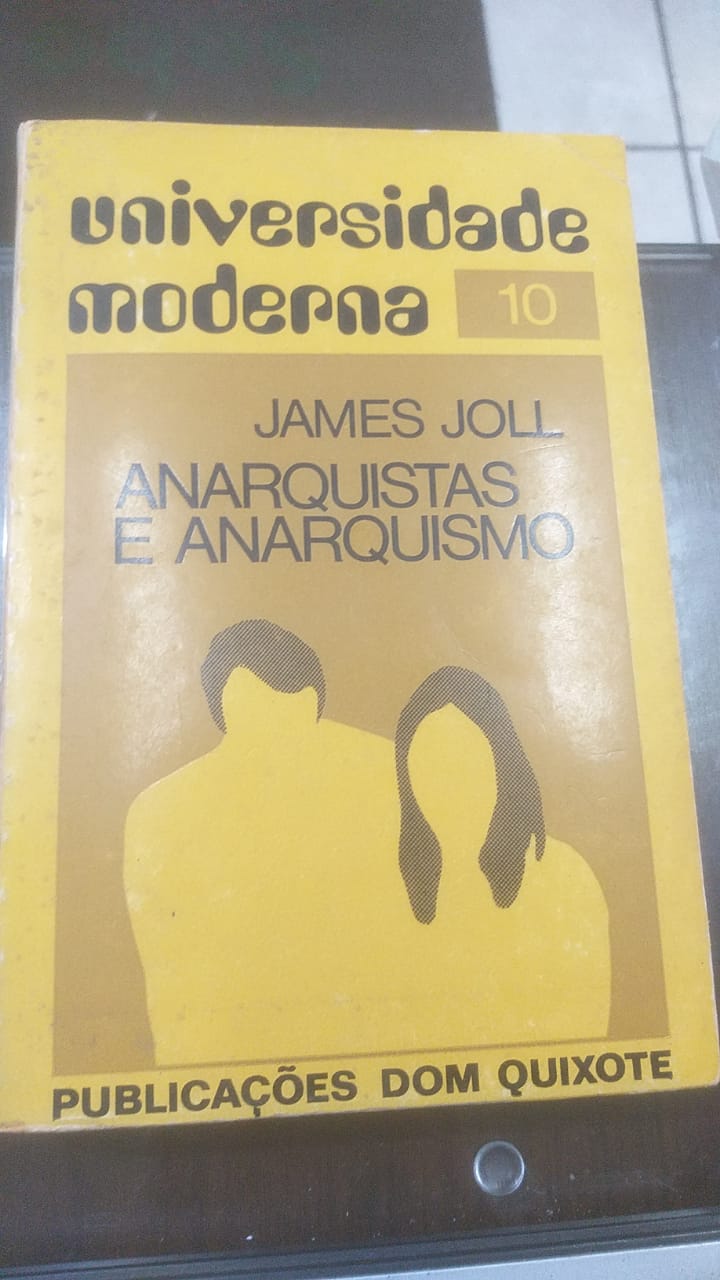 universidade
moderna 10
JAMES JOLL
ANARQUISTAS
E ANARQUISMO
PUBLICAÇÕES DOM QUIXOTE